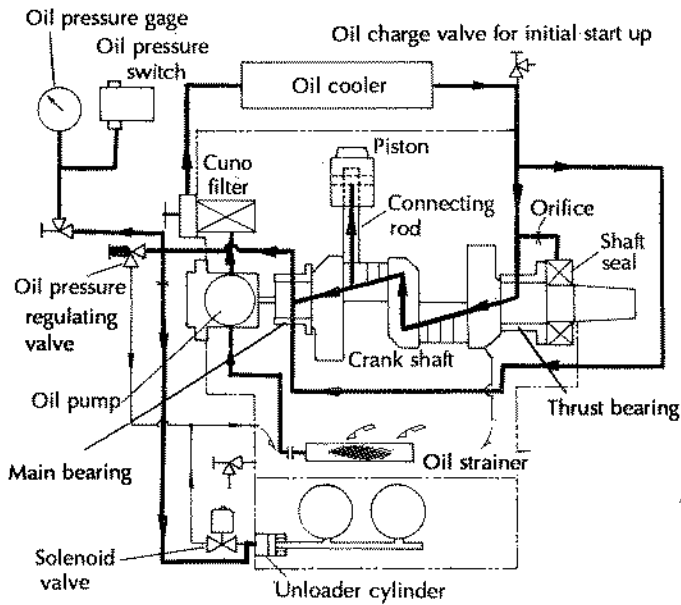 Oil pressure gage
Oil pressure
switch
Oil charge valve for initial start up
Oil cooler
Piston
Cuno
filter
Connecting
rod
Orifice
Shaft
seal
Oil pressure
regulating
valve
Crank shaft
Oil pump
Thrust bearing
Main bearing
Oil strainer
Solenoid
valve
Unloader cylinder